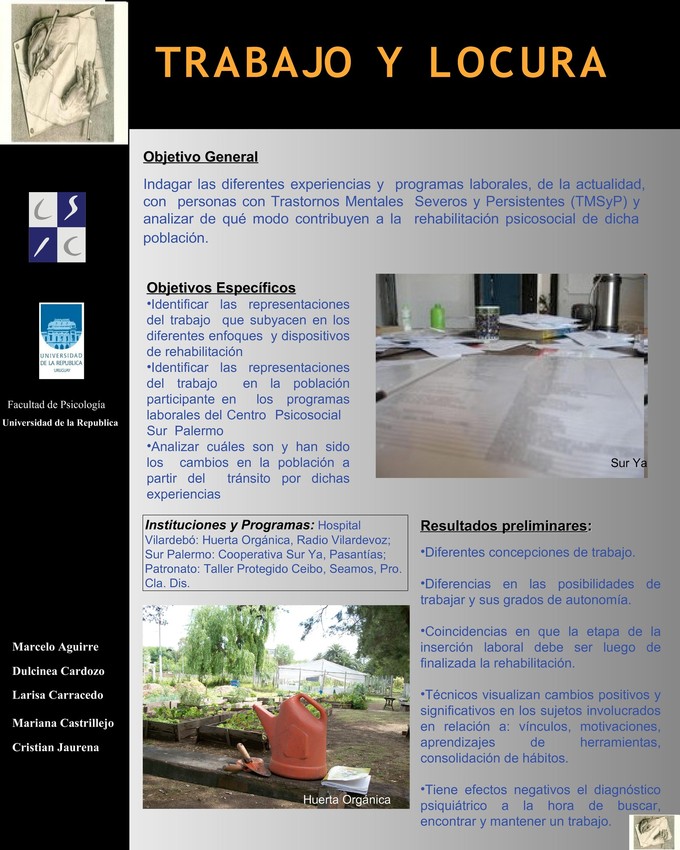 TRABAJO Y LOCURA
Objetivo General
Indagar las diferentes experiencias y programas laborales, de la actualidad,
con personas con Trastornos Mentales Severos y Persistentes (TMSyP) y
analizar de qué modo contribuyen a la rehabilitación psicosocial de dicha
población.
C S
I C
UNIVERSIDAD
DE LA REPUBLICA
URUGUAY
Facultad de Psicología
Universidad de la Republica
Objetivos Específicos
•Identificar las representaciones
del trabajo que subyacen en los
diferentes enfoques y dispositivos
de rehabilitación
•Identificar las representaciones
del trabajo en la población
participante en los programas
laborales del Centro Psicosocial
Sur Palermo
•Analizar cuáles son y han sido
los cambios en la población a
partir del tránsito por dichas
experiencias
Sur Ya
Instituciones y Programas: Hospital
Vilardebó: Huerta Orgánica, Radio Vilardevoz;
Sur Palermo: Cooperativa Sur Ya, Pasantías;
Patronato: Taller Protegido Ceibo, Seamos, Pro.
Cla. Dis.
Huerta Orgánica
Resultados preliminares:
•Diferentes concepciones de trabajo.
•Diferencias en las posibilidades de
trabajar y sus grados de autonomía.
•Coincidencias en que la etapa de la
inserción laboral debe ser luego de
finalizada la rehabilitación.
•Técnicos visualizan cambios positivos y
significativos en los sujetos involucrados
en relación a: vínculos, motivaciones,
aprendizajes de herramientas,
consolidación de hábitos.
•Tiene efectos negativos el diagnóstico
psiquiátrico a la hora de buscar,
encontrar y mantener un trabajo.
Marcelo Aguirre
Dulcinea Cardozo
Larisa Carracedo
Mariana Castrillejo
Cristian Jaurena